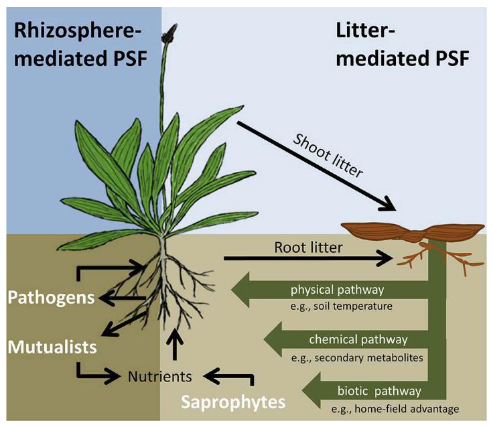 Rhizosphere-
mediated PSF
Litter-
mediated PSF
Shoot litter
Root litter
Pathogens
physical pathway
e.g., soil temperature
Mutualists
chemical pathway
e.g., secondary metabolites
Nutrients
Saprophytes
biotic pathway
e.g., home-field advantage